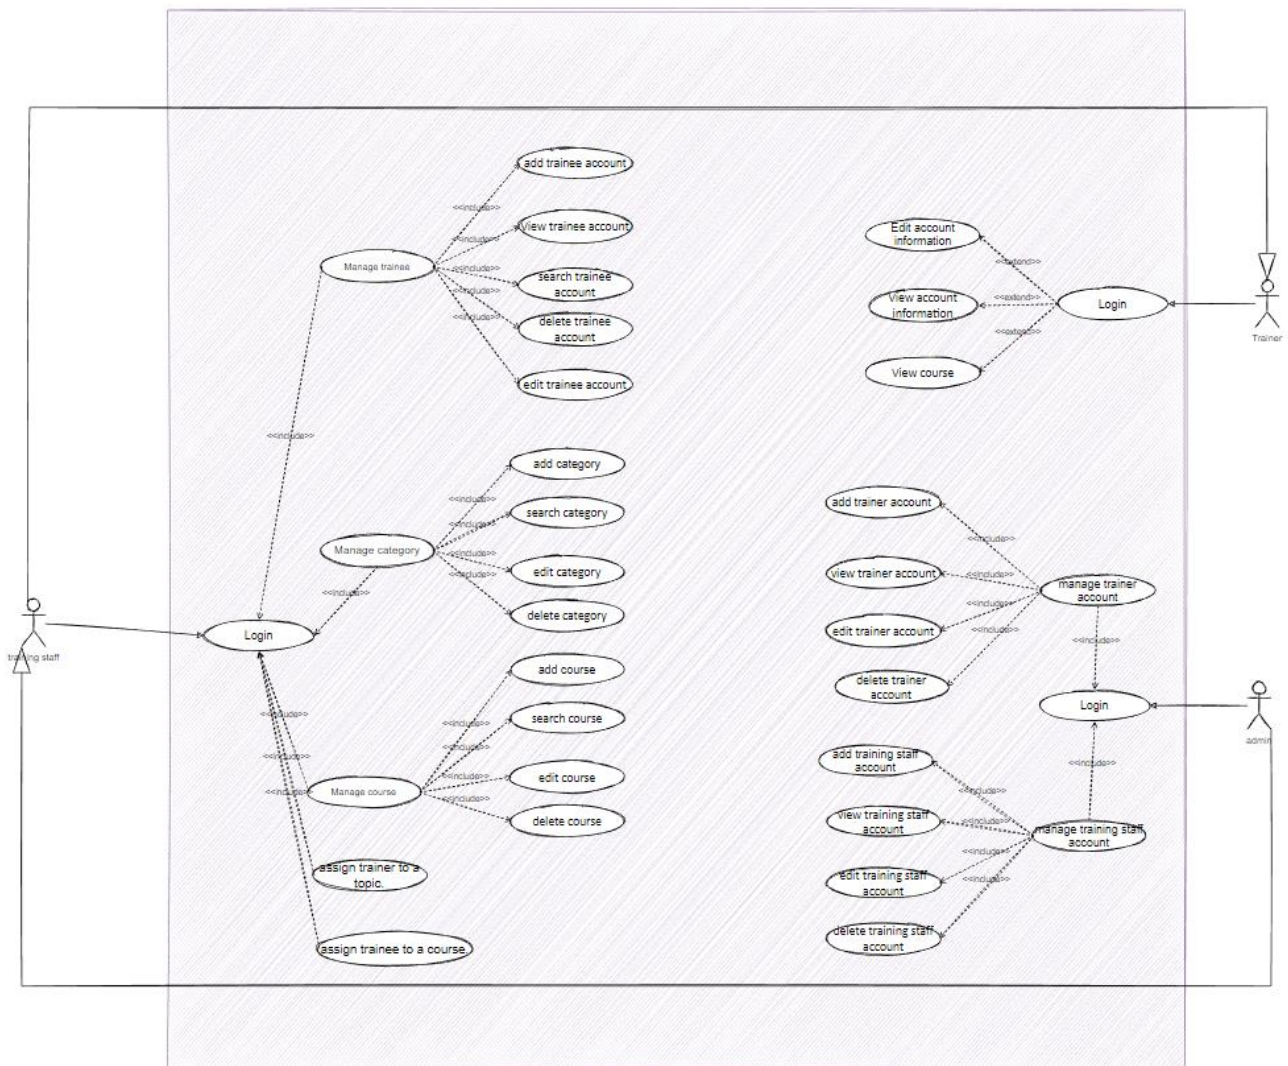 add trainee account
<<include>>
View trainee account
<<include>>
Manage trainee
<<include>>
search trainee
account
<<include>>
delete trainee
account
<<include>>
edit trainee account
<<include>>
add category
<<include>>
search category
<<include>>
Manage category
<<include>>
edit category
<<include>>
delete category
<<include>>
Login
training staff
add course
<<include>>
search course
<<include>>
<<include>>
<<include>>
edit course
<<include>>
<<include>>
Manage course
<<include>>
delete course
assign trainer to a
topic.
assign trainee to a course.
Edit account
information
<<extend>>
View account
information
<<extend>>
Login
<<extend>>
Trainer
View course
add trainer account
<<include>>
view trainer account
<<include>>
manage trainer
account
<<include>>
edit trainer account
<<include>>
<<include>>
delete trainer
account
Login
admin
add training staff
account
<<include>>
<<include>>
view training staff
account
<<include>>
manage training staff
account
<<include>>
edit training staff
account
<<include>>
delete training staff
account